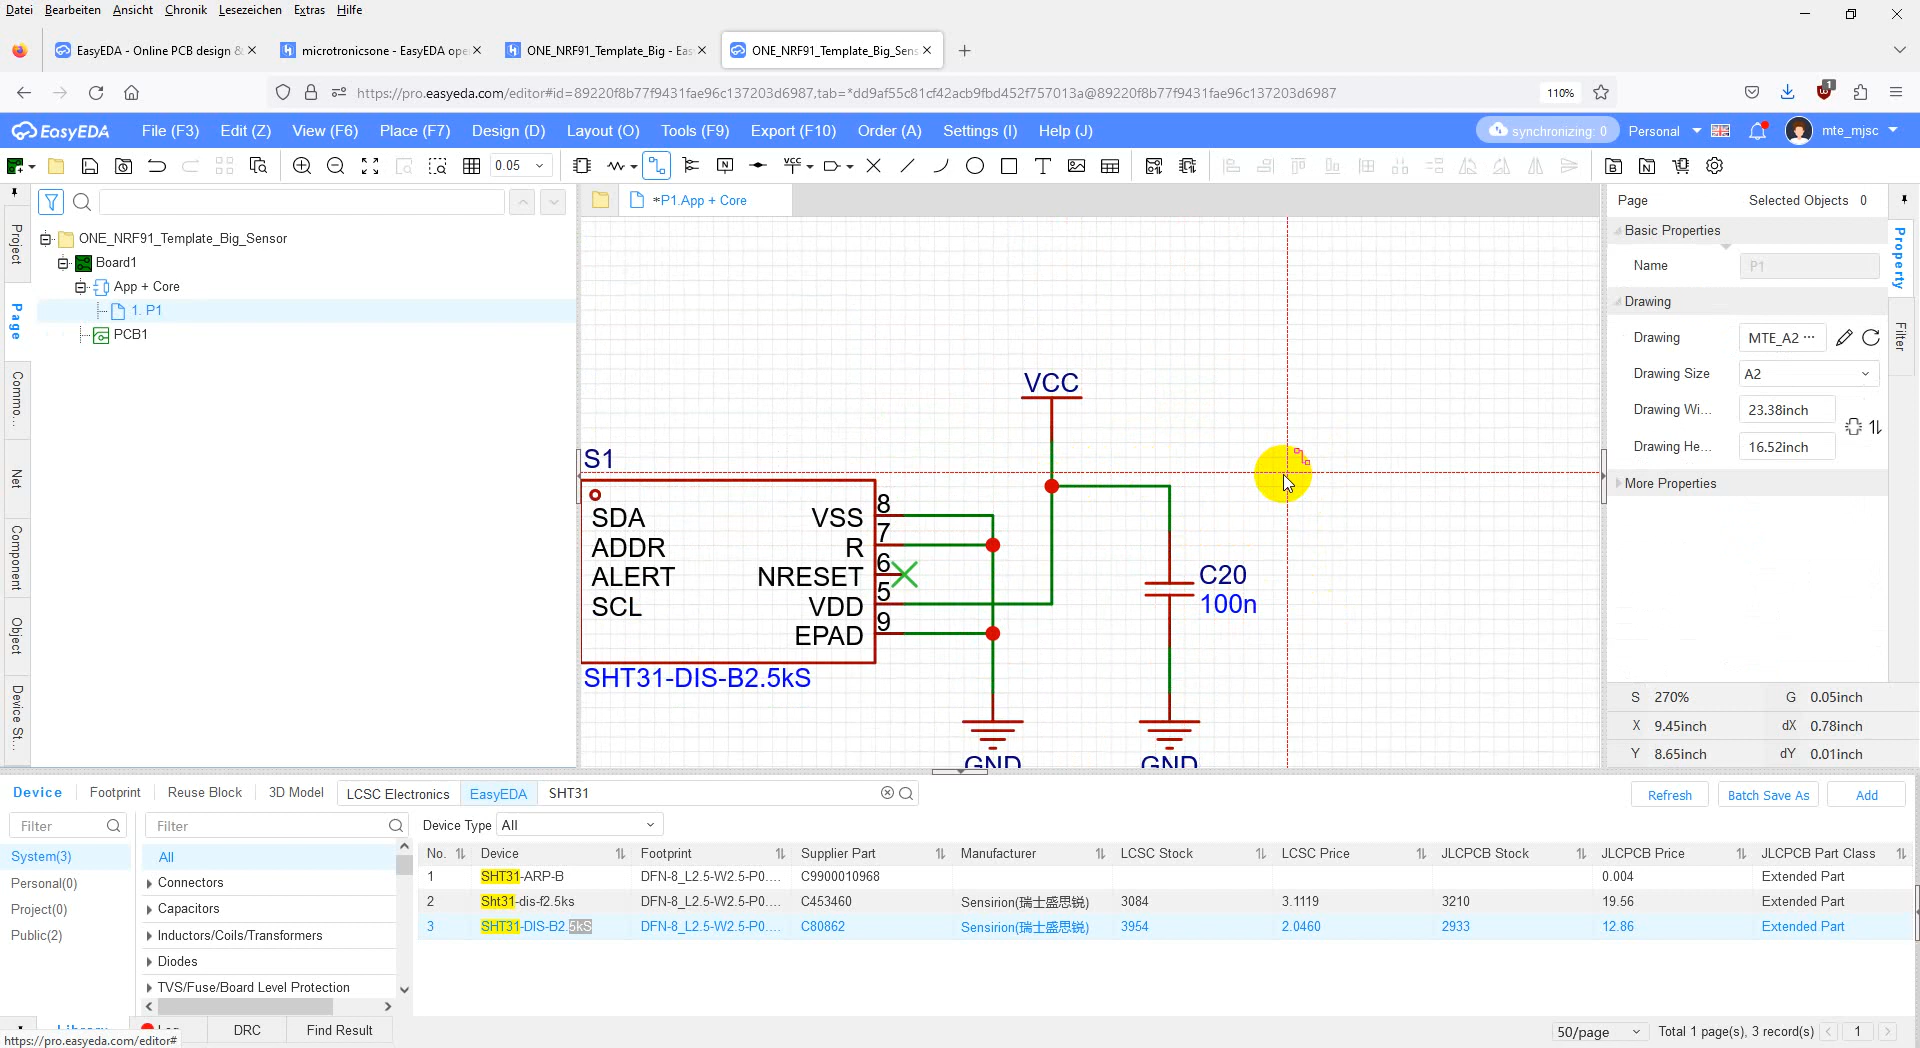 Datei Bearbeiten Ansicht Chronik Lesezeichen Extras Hilfe
EasyEDA - Online PCB design &
microtronicsone - EasyEDA ope
ONE_NRF91_Template_Big - Eas
ONE_NRF91_Template_Big_Sens
https://pro.easyeda.com/editor#id=89220f8b77f9431fae96c137203d6987,tab=*dd9af55c81cf42acb9fbd452f757013a@89220f8b77f9431fae96c137203d6987
110%
1
EasyEDA
File (F3) Edit (Z) View (F6) Place (F7) Design (D) Layout (O) Tools (F9) Export (F10) Order (A) Settings (I) Help (J)
synchronizing: 0
Personal
mte_mjsc
0.05
VCC
Project
Page
Commo...
Net
Component
Object
Device St...
ONE_NRF91_Template_Big_Sensor
Board1
App + Core
1. P1
PCB1
*P1.App + Core
VCC
S1
SDA
ADDR
ALERT
SCL
VSS 8
R 7
NRESET 6
VDD 5
EPAD 9
SHT31-DIS-B2.5kS
C20
100n
GND
GND
Page Selected Objects 0
Basic Properties
Name P1
Drawing
Drawing MTE_A2 ...
Drawing Size A2
Drawing Wi... 23.38inch
Drawing He... 16.52inch
More Properties
S 270% G 0.05inch
X 9.45inch dX 0.78inch
Y 8.65inch dY 0.01inch
Property
Filter
Device Footprint Reuse Block 3D Model LCSC Electronics EasyEDA SHT31
Refresh Batch Save As Add
Filter
Filter
Device Type All
System(3)
Personal(0)
Project(0)
Public(2)
All
Connectors
Capacitors
Inductors/Coils/Transformers
Diodes
TVS/Fuse/Board Level Protection
No. Device Footprint Supplier Part Manufacturer LCSC Stock LCSC Price JLCPCB Stock JLCPCB Price JLCPCB Part Class
1 SHT31-ARP-B DFN-8_L2.5-W2.5-P0.... C9900010968 0.004 Extended Part
2 Sht31-dis-f2.5ks DFN-8_L2.5-W2.5-P0.... C453460 Sensirion(瑞士盛思锐) 3084 3.1119 3210 19.56 Extended Part
3 SHT31-DIS-B2.5kS DFN-8_L2.5-W2.5-P0.... C80862 Sensirion(瑞士盛思锐) 3954 2.0460 2933 12.86 Extended Part
Library Log DRC Find Result
https://pro.easyeda.com/editor#
50/page Total 1 page(s), 3 record(s) 1